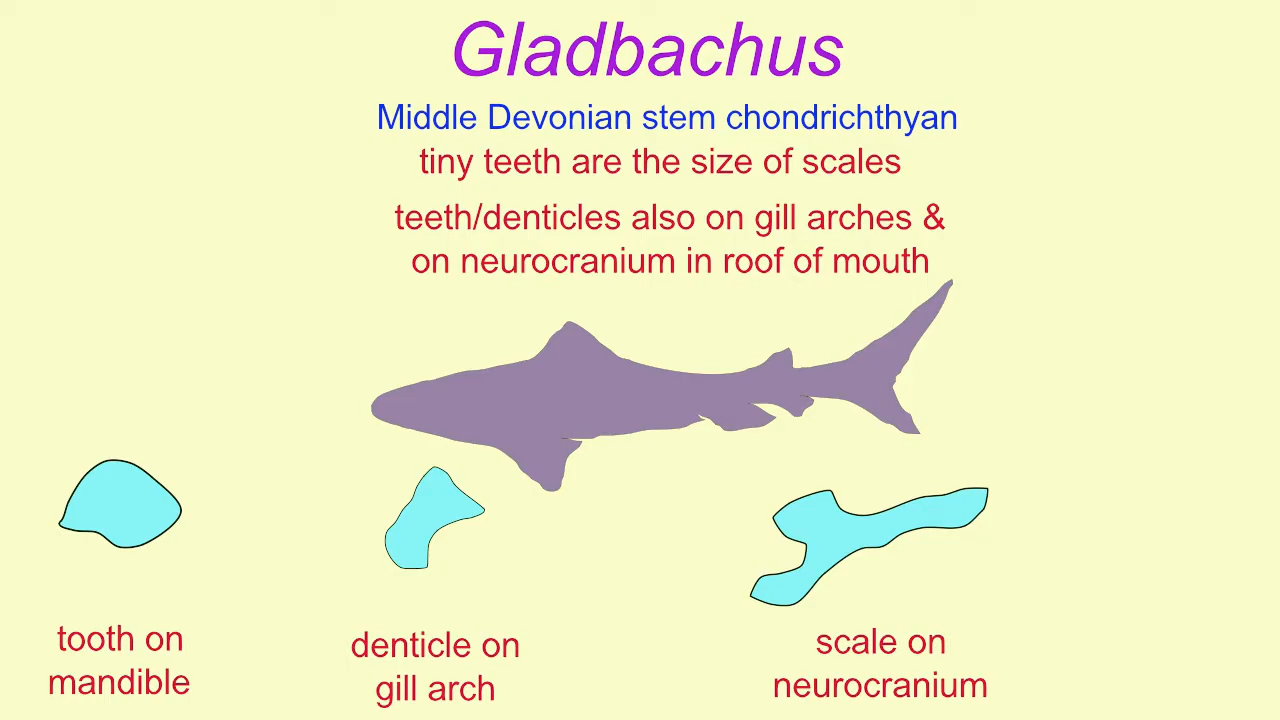 Gladbachus
Middle Devonian stem chondrichthyan
tiny teeth are the size of scales
teeth/denticles also on gill arches &
on neurocranium in roof of mouth
tooth on
mandible
denticle on
gill arch
scale on
neurocranium